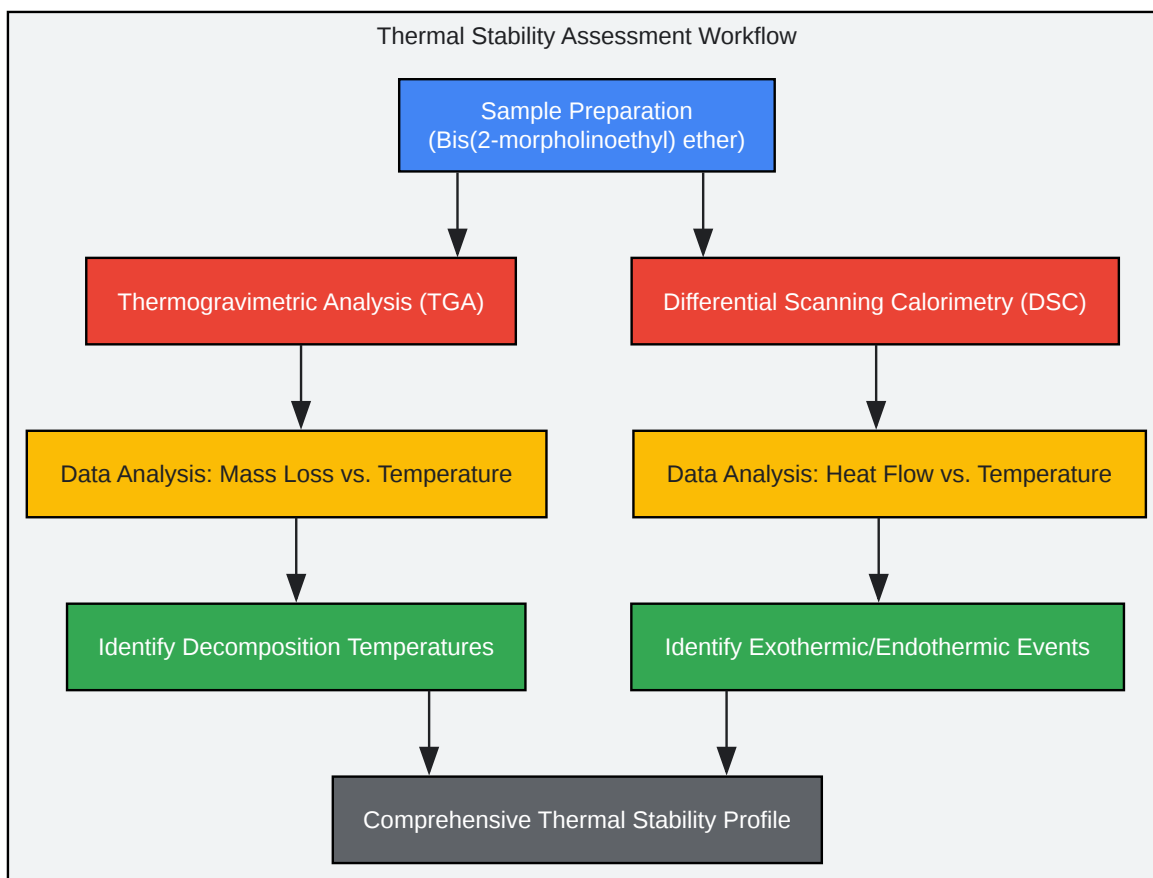 Thermal Stability Assessment Workflow
Sample Preparation
(Bis(2-morpholinoethyl) ether)
Thermogravimetric Analysis (TGA)
Differential Scanning Calorimetry (DSC)
Data Analysis: Mass Loss vs. Temperature
Data Analysis: Heat Flow vs. Temperature
Identify Decomposition Temperatures
Identify Exothermic/Endothermic Events
Comprehensive Thermal Stability Profile